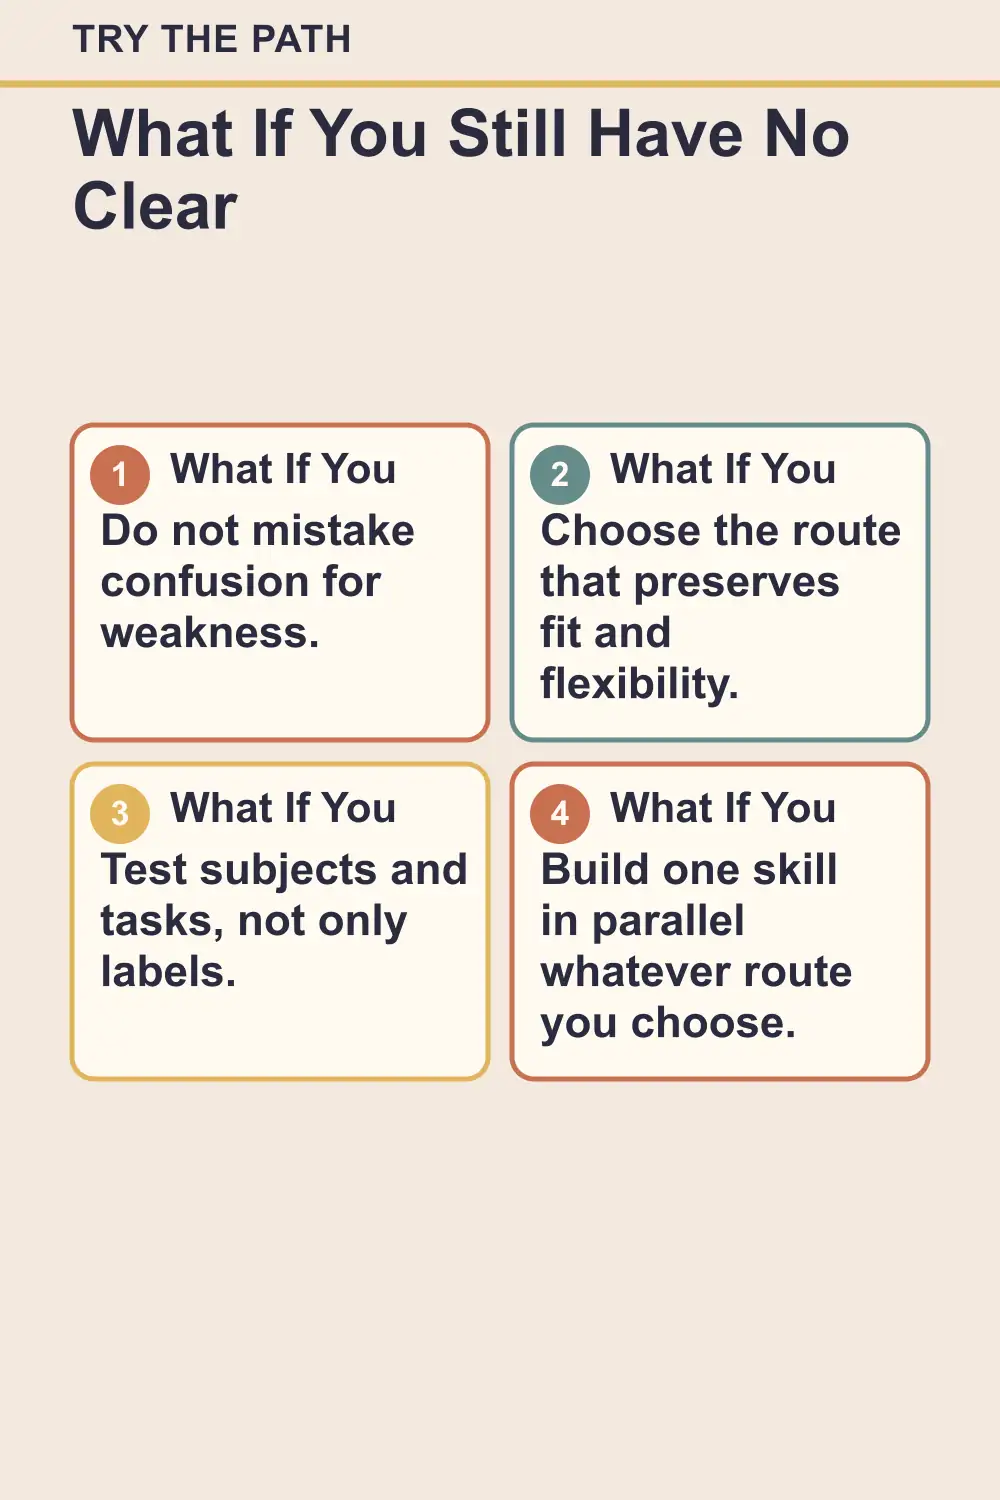 TRY THE PATH
What If You Still Have No
Clear
1 What If You
Do not mistake
confusion for
weakness.
2 What If You
Choose the route
that preserves
fit and
flexibility.
3 What If You
Test subjects and
tasks, not only
labels.
4 What If You
Build one skill
in parallel
whatever route
you choose.